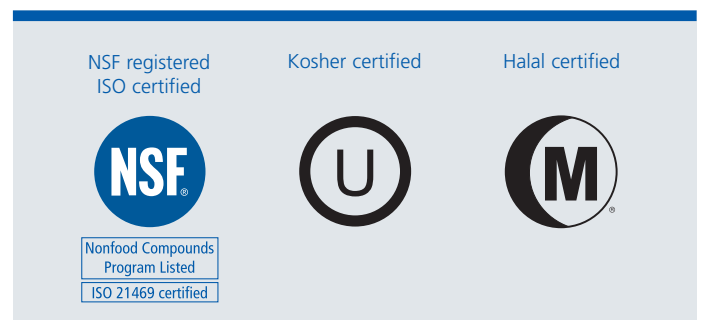 NSF registered
ISO certified
NSF®
Nonfood Compounds
Program Listed
ISO 21469 certified
Kosher certified
U
Halal certified
M®